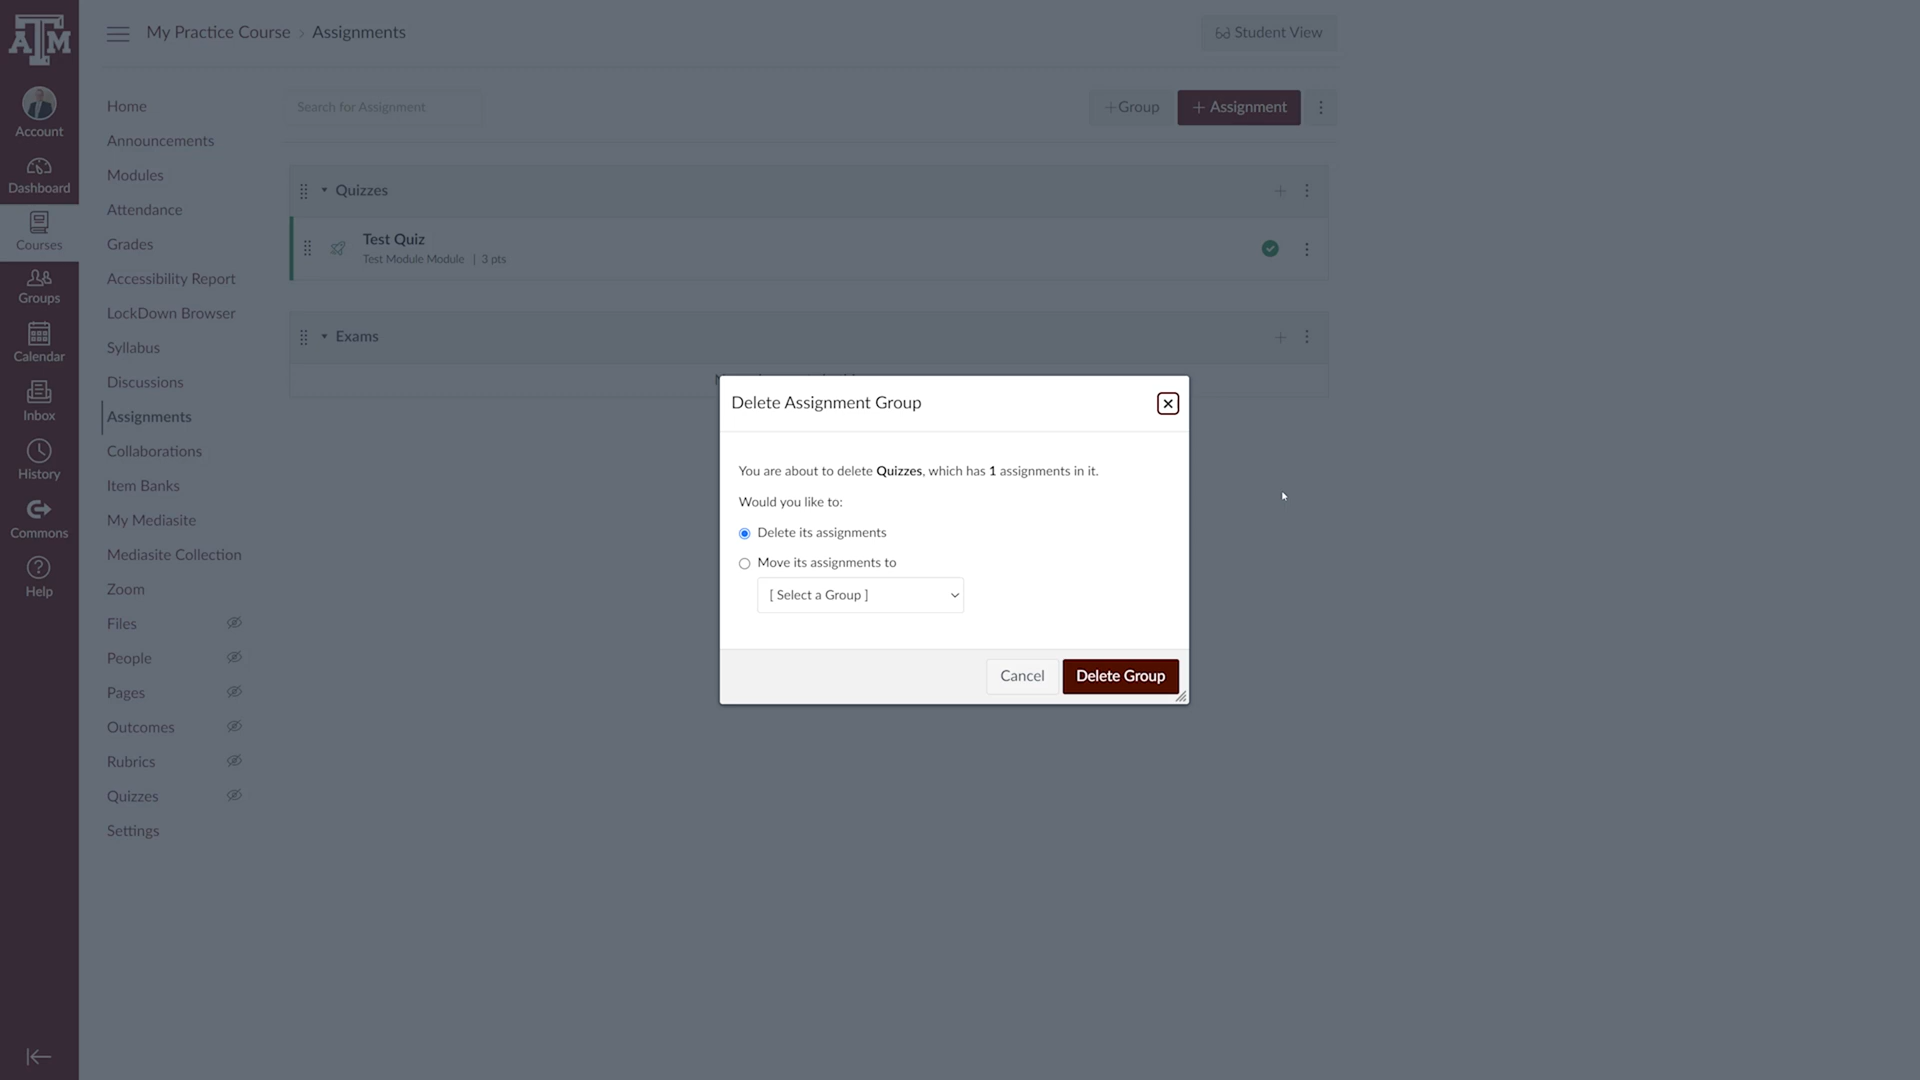 ATM
My Practice Course › Assignments
Student View
Account
Dashboard
Courses
Groups
Calendar
Inbox
History
Commons
Help
Home
Announcements
Modules
Attendance
Grades
Accessibility Report
LockDown Browser
Syllabus
Discussions
Assignments
Collaborations
Item Banks
My Mediasite
Mediasite Collection
Zoom
Files
People
Pages
Outcomes
Rubrics
Quizzes
Settings
Search for Assignment
+Group
+ Assignment
Quizzes
Test Quiz
Test Module Module | 3 pts
Exams
Delete Assignment Group
You are about to delete Quizzes, which has 1 assignments in it.
Would you like to:
Delete its assignments
Move its assignments to
[ Select a Group ]
Cancel
Delete Group